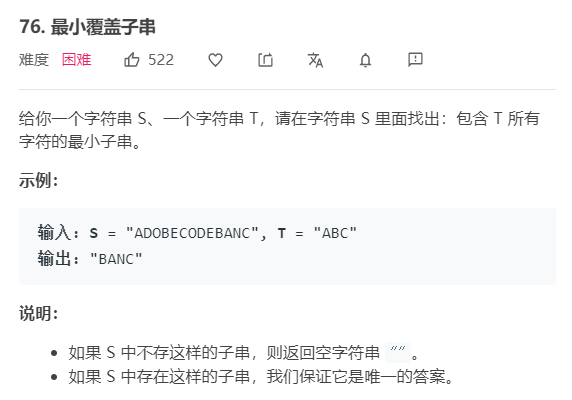 76. 最小覆盖子串
难度 困难 522
给你一个字符串 S、一个字符串 T，请在字符串 S 里面找出：包含 T 所有
字符的最小子串。
示例：
输入: S = "ADOBECODEBANC", T = "ABC"
输出: "BANC"
说明：
• 如果 S 中不存这样的子串，则返回空字符串 ""。
• 如果 S 中存在这样的子串，我们保证它是唯一的答案。